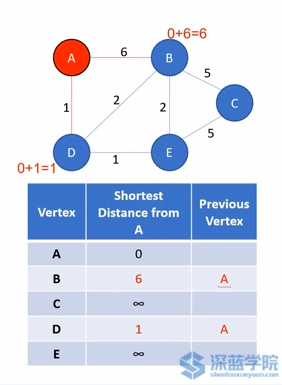 0+6=6
A
6
B
5
C
1
2
2
5
D
1
E
0+1=1
Vertex
Shortest
Distance from
A
Previous
Vertex
A
0
B
6
A
C
∞
D
1
A
E
∞
深蓝学院
shenlanxueyuan.com